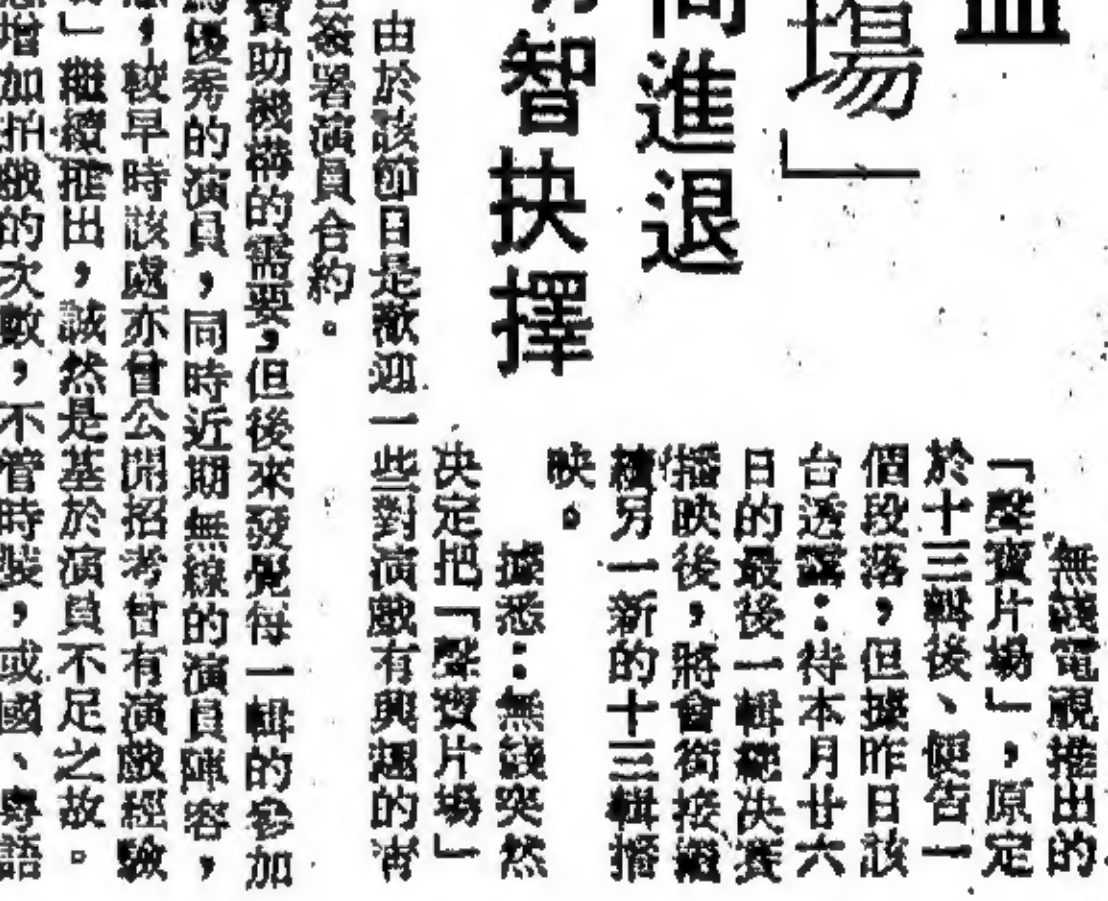 場」
同進退
智抉擇
無綫電視推出的
「聲寶片場」，原定
於十三輯後、便告一
個段落，但據昨日該
台透露：待本月廿六
日的最後一輯總決賽
播映後，將會銜接繼
續另一新的十三輯播
映。
據悉：無綫突然
決定把「聲寶片場」
由於該節目是歡迎一些對演戲有興趣的
簽署演員合約。
資助機構的需要，但後來發覺每一輯的參加
優秀的演員，同時近期無線的演員陣容，
，較早時該處亦曾公開招考曾有演戲經驗
」繼續推出，誠然是基於演員不足之故。
增加拍戲的次數，不管時裝，或國、粵語